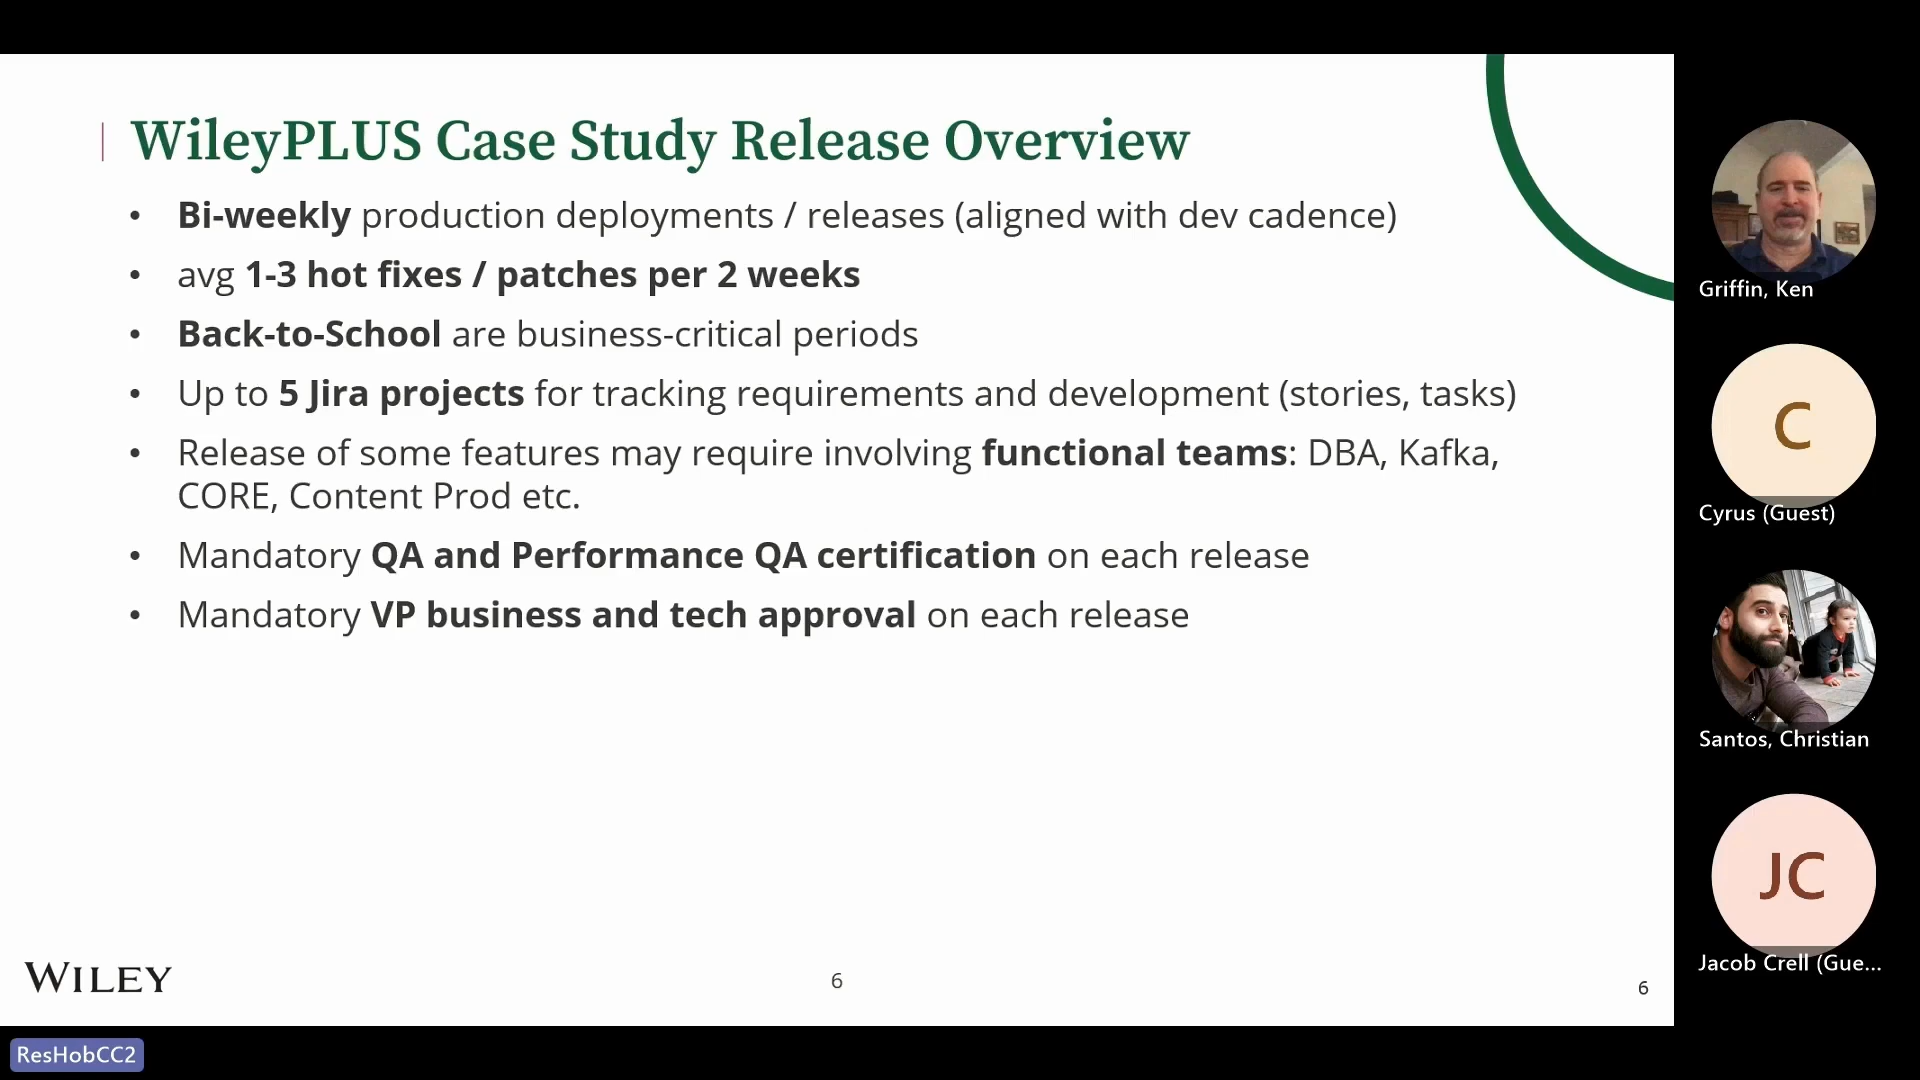 WileyPLUS Case Study Release Overview
• Bi-weekly production deployments / releases (aligned with dev cadence)
• avg 1-3 hot fixes / patches per 2 weeks
• Back-to-School are business-critical periods
• Up to 5 Jira projects for tracking requirements and development (stories, tasks)
• Release of some features may require involving functional teams: DBA, Kafka,
CORE, Content Prod etc.
• Mandatory QA and Performance QA certification on each release
• Mandatory VP business and tech approval on each release
WILEY
6
6
Griffin, Ken
C
Cyrus (Guest)
Santos, Christian
JC
Jacob Crell (Gue...
ResHobCC2